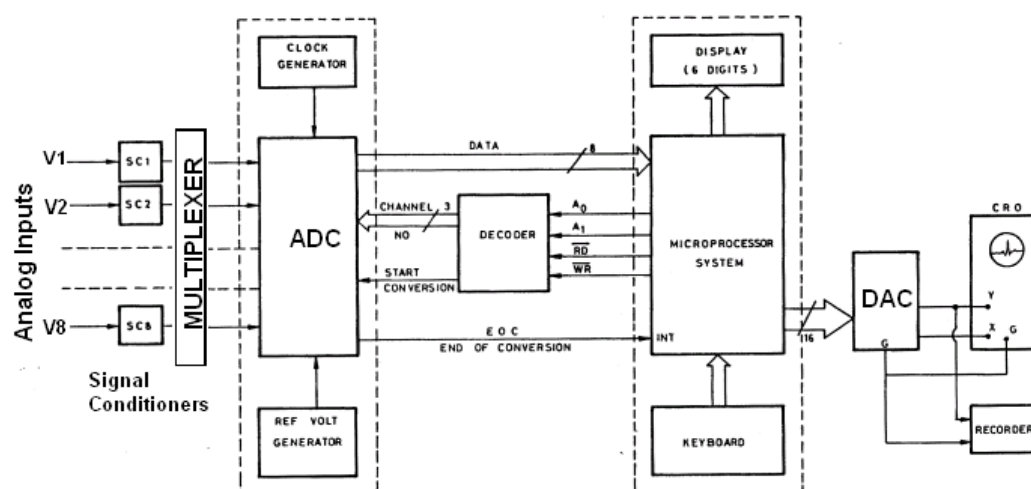 CLOCK
GENERATOR
DISPLAY
(6 DIGITS)
Analog Inputs
V1
SC1
V2
SC2
V8
SC8
Signal
Conditioners
MULTIPLEXER
ADC
DATA
8
CHANNEL
3
NO
START
CONVERSION
DECODER
A0
A1
RD
WR
EOC
END OF CONVERSION
MICROPROCESSOR
SYSTEM
INT
16
DAC
G
CRO
Y
X
G
RECORDER
REF VOLT
GENERATOR
KEYBOARD